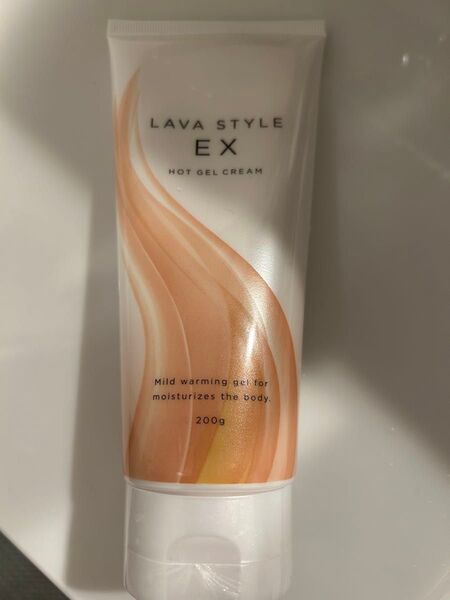 LAVA STYLE
EX
HOT GEL CREAM
Mild warming gel for
moisturizes the body.
200g